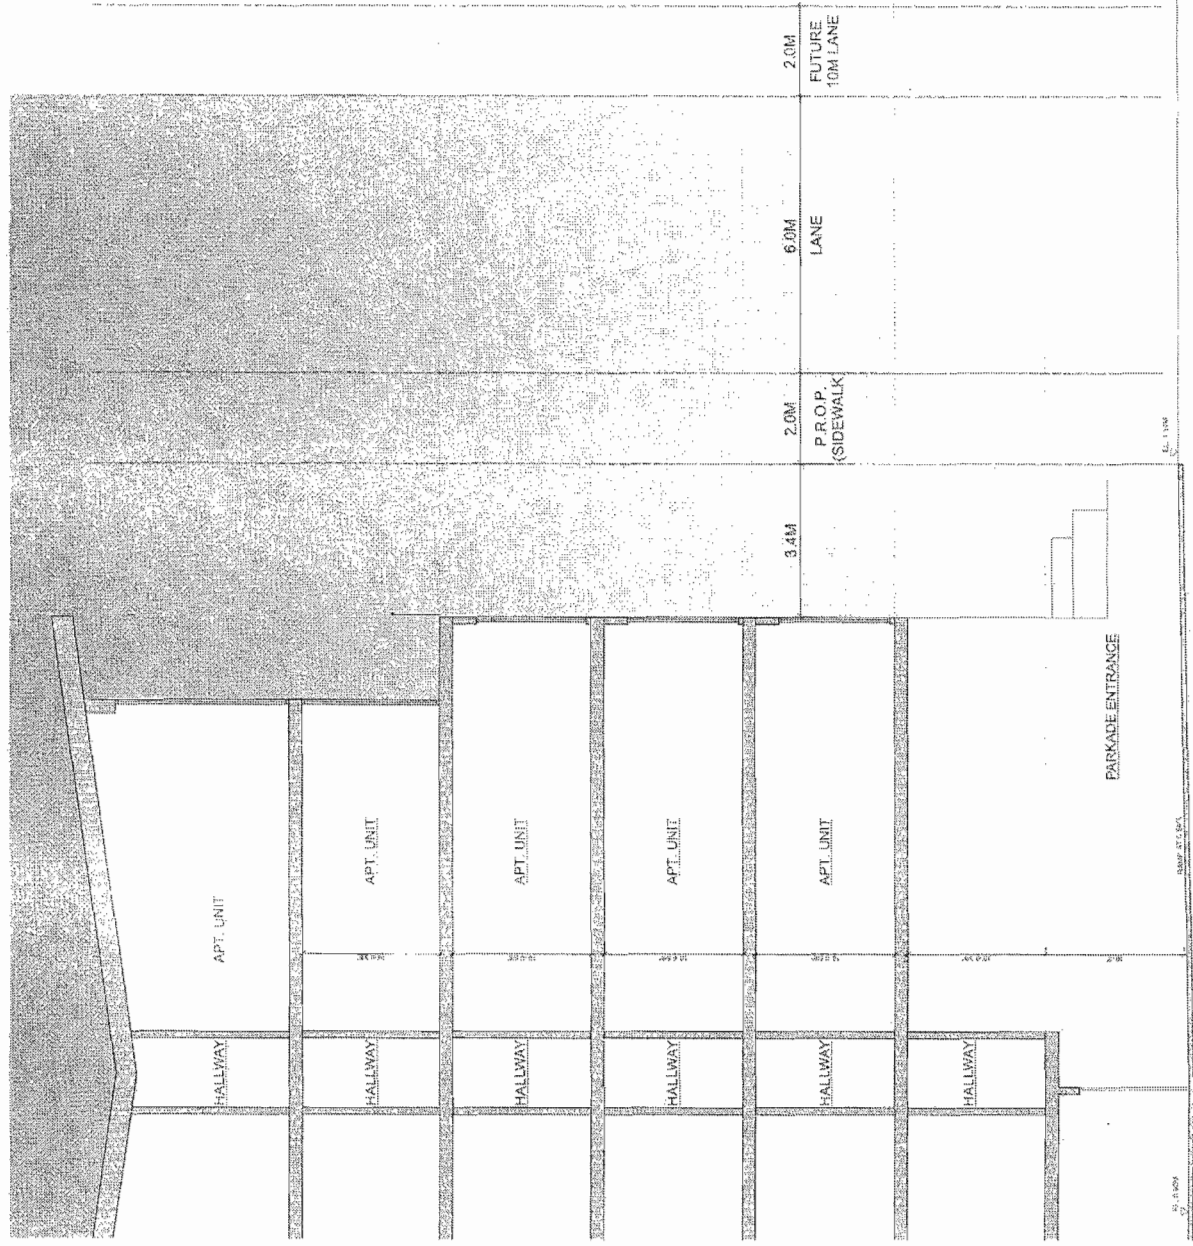 2.0M
FUTURE
10M LANE
6.0M
LANE
2.0M
P.R.O.P.
(SIDEWALK)
3.4M
APT. UNIT
APT. UNIT
APT. UNIT
APT. UNIT
APT. UNIT
HALLWAY
HALLWAY
HALLWAY
HALLWAY
HALLWAY
HALLWAY
PARKADE ENTRANCE